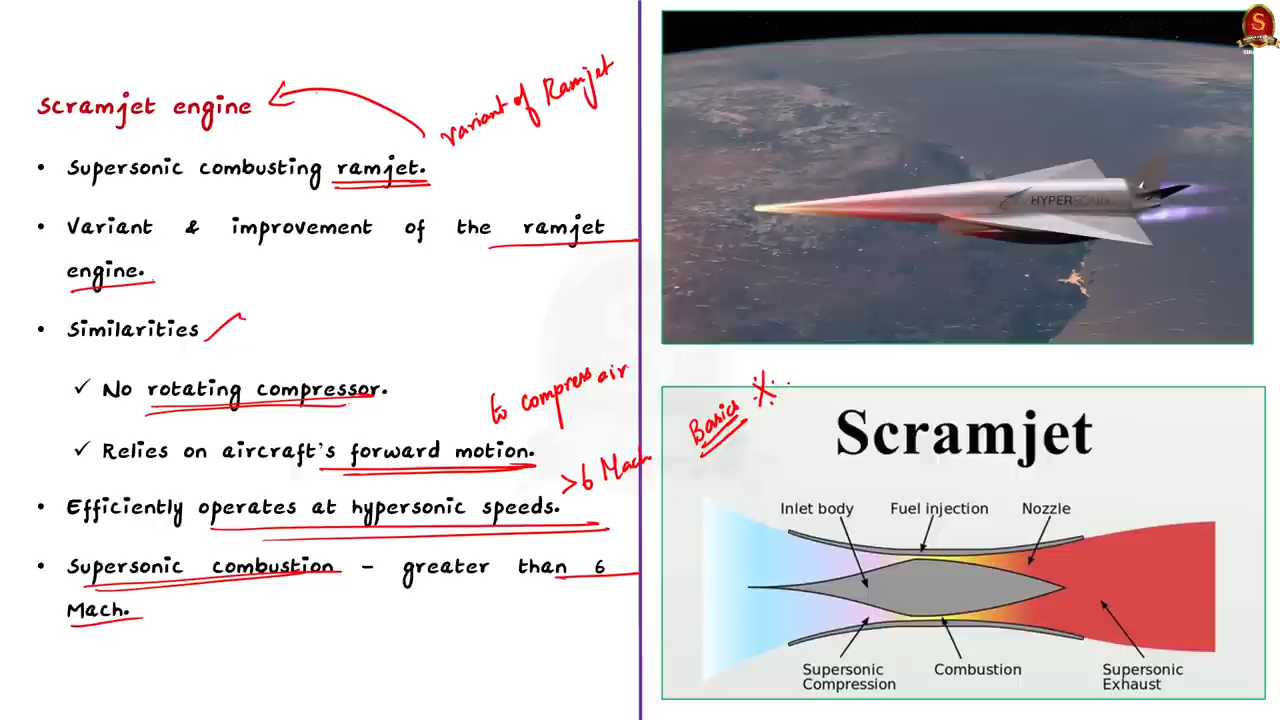 Scramjet engine
variant of Ramjet
• Supersonic combusting ramjet.
• Variant & improvement of the ramjet
engine.
• Similarities
✓ No rotating compressor.
to compress air
✓ Relies on aircraft's forward motion.
>6 Mach
• Efficiently operates at hypersonic speeds.
• Supersonic combustion – greater than 6
Mach.
HYPERSONIX
S
Basics
Scramjet
Inlet body
Fuel injection
Nozzle
Supersonic
Compression
Combustion
Supersonic
Exhaust